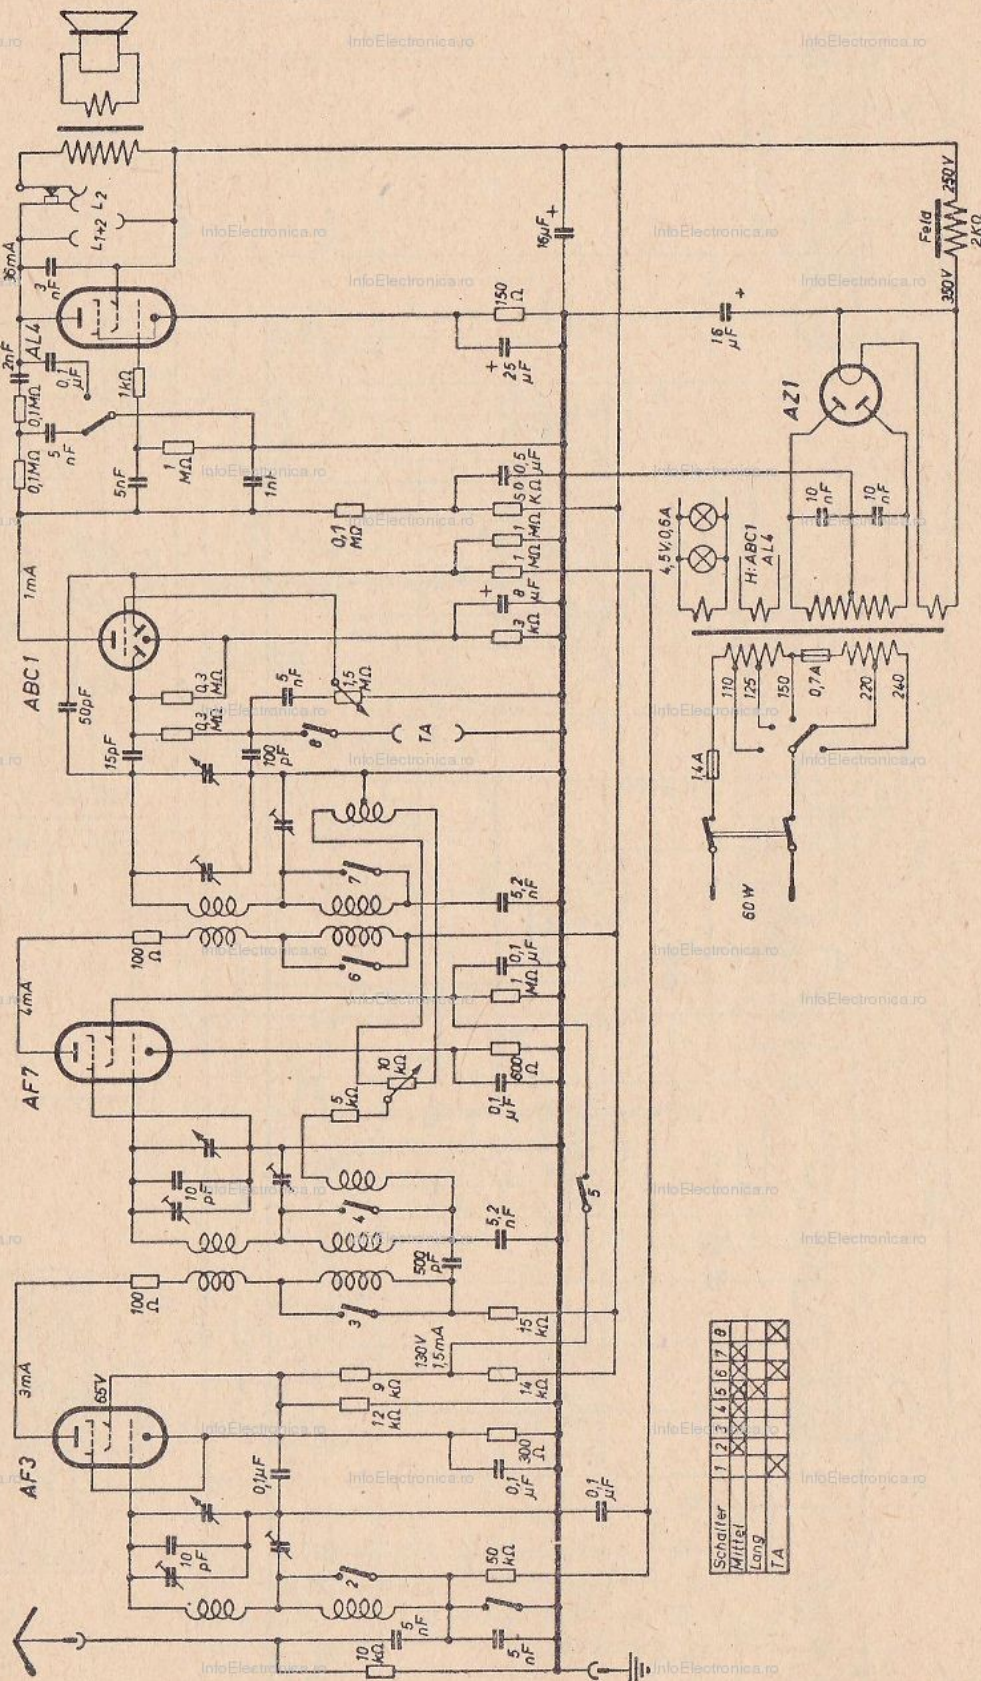 InfoElectronica.ro
36mA
3 nF
L1+2
L2
2nF
AL4
0,1 µF
0,1MΩ
5 nF
0,1MΩ
1kΩ
5nF
1 MΩ
1nF
0,1 MΩ
16µF +
150 Ω
+ 25 µF
0,5 µF
50 KΩ
1 MΩ
1 MΩ
+ 8 µF
3 kΩ
16 µF +
Feld 2KΩ
350V
250V
AZ1
10 nF
10 nF
4,5V,0,6A
H: ABC1
AL4
110
125
150
0,7A
220
240
1,4A
60W
1mA
ABC1
50pF
15pF
0,3 MΩ
0,3 MΩ
5 nF
1,5 MΩ
100 pF
8
TA
7
5,2 nF
6
100 Ω
4mA
AF7
5 kΩ
10 kΩ
0,1 µF
1 MΩ
600 Ω
0,1 µF
10 pF
4
5,2 nF
500 pF
5
100 Ω
3
15 kΩ
3mA
AF3
65V
130V
1,5mA
9 kΩ
12 kΩ
14 kΩ
300 Ω
0,1 µF
0,1µF
0,1 µF
10 pF
2
50 kΩ
5 nF
5 nF
10 kΩ
Schalter 1 2 3 4 5 6 7 8
Mittel
Lang
TA